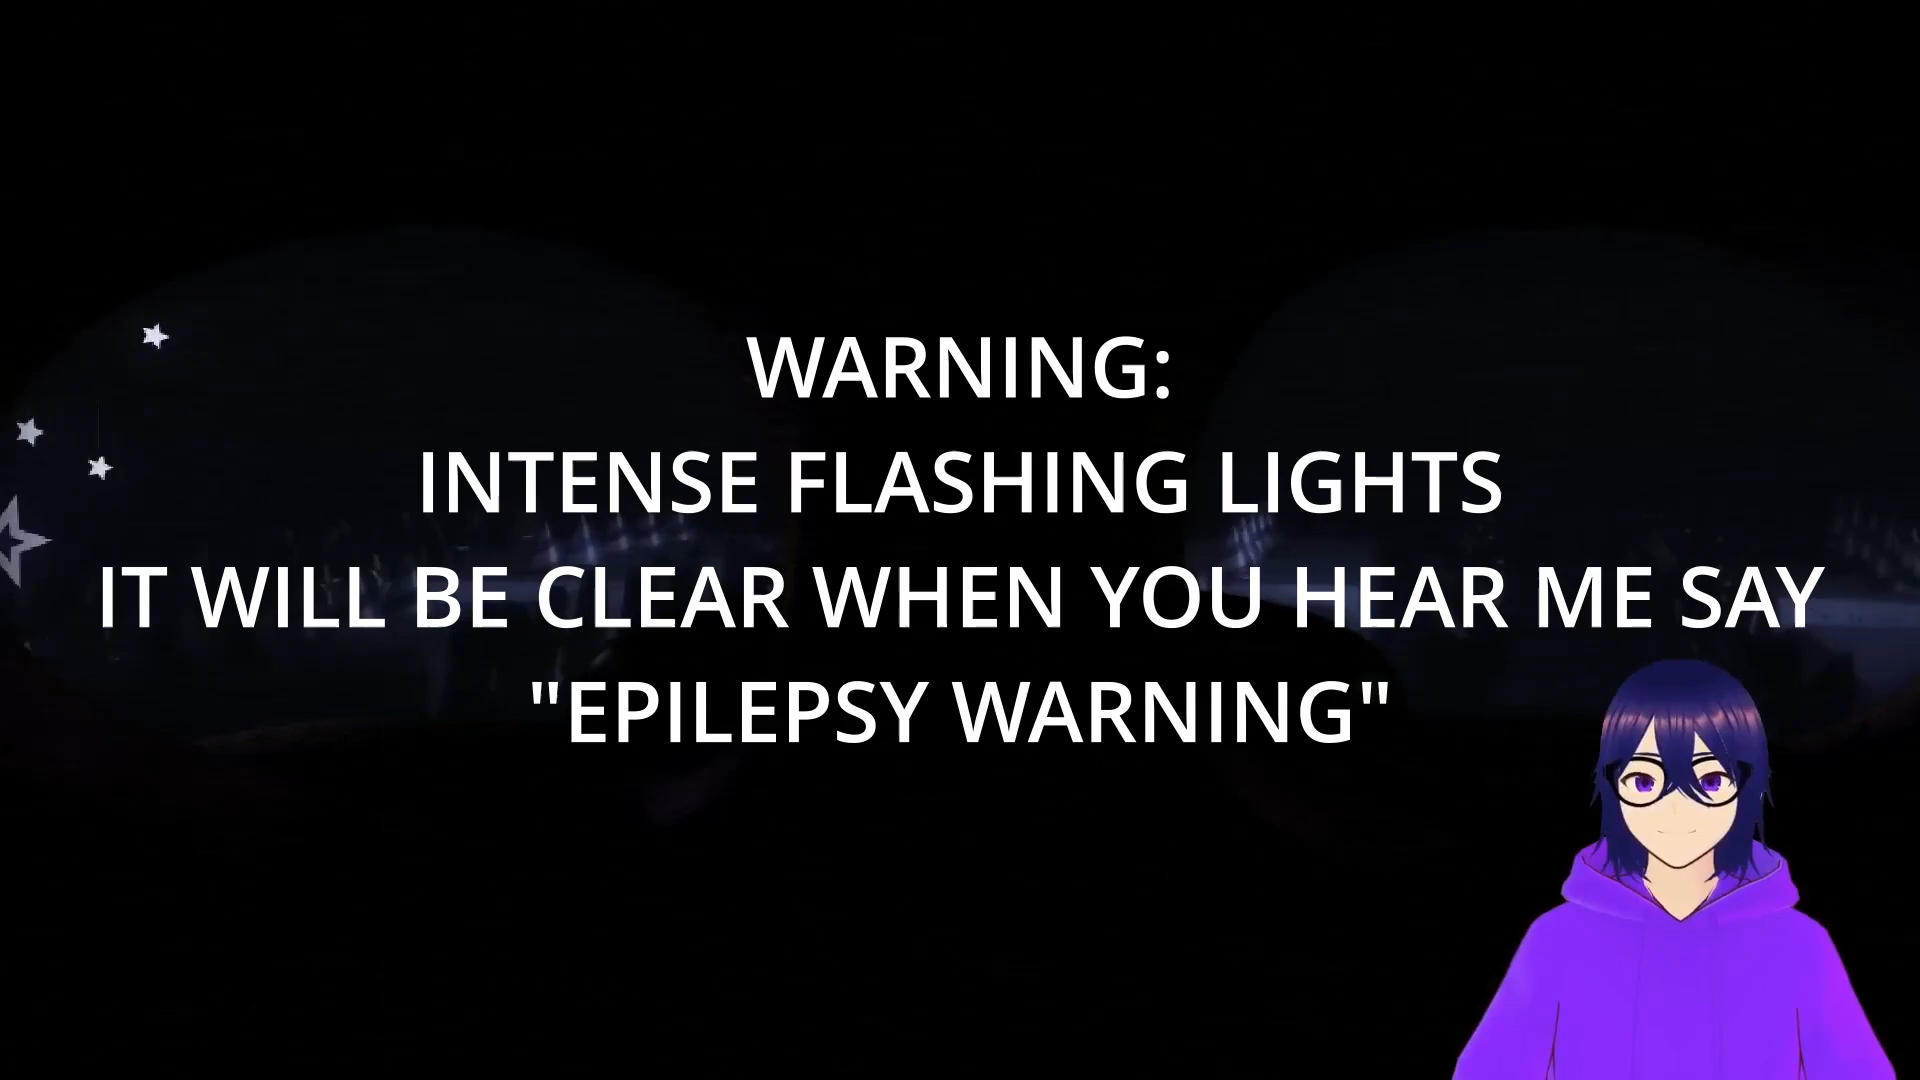 WARNING:
INTENSE FLASHING LIGHTS
IT WILL BE CLEAR WHEN YOU HEAR ME SAY
"EPILEPSY WARNING"